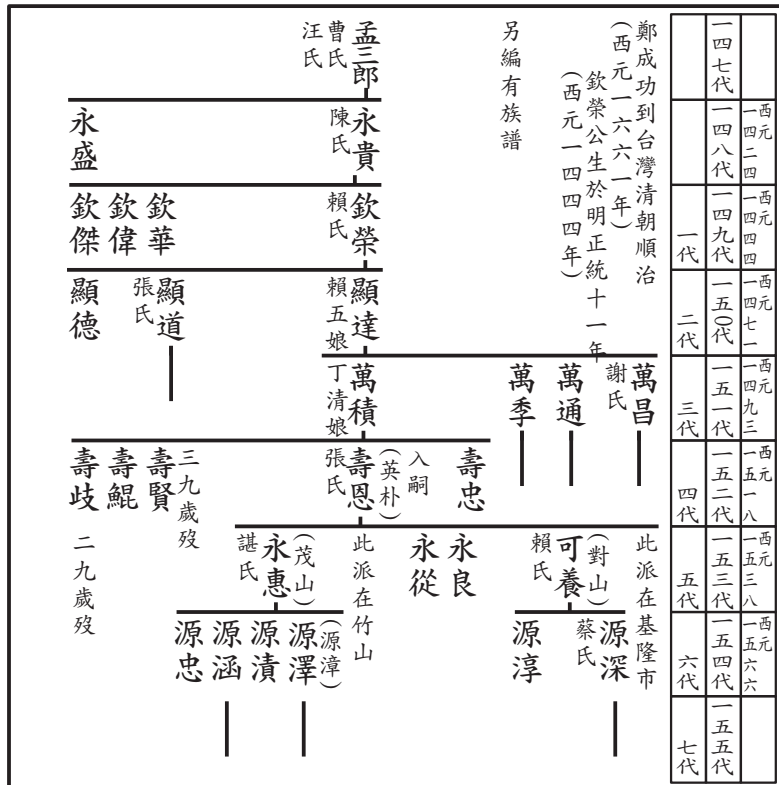 一四七代
西元一四二四
一四八代
西元一四四四
一四九代
一代
西元一四七一
一五〇代
二代
西元一四九三
一五一代
三代
西元一五一八
一五二代
四代
西元一五三八
一五三代
五代
西元一五六六
一五四代
六代
一五五代
七代
鄭成功到台灣清朝順治
(西元一六六一年)
欽榮公生於明正統十一年
(西元一四四四年)
另編有族譜
孟三郎
曹氏
汪氏
永貴
陳氏
永盛
欽榮
賴氏
欽華
欽偉
欽傑
顯達
賴五娘
顯道
張氏
顯德
萬昌
謝氏
萬通
萬季
萬積
丁清娘
壽忠
入嗣
(英朴)
壽恩
張氏
三九歲歿
壽賢
壽鯤
壽歧
二九歲歿
此派在基隆市
(對山)
可養
賴氏
永良
永從
此派在竹山
(茂山)
永惠
諶氏
源深
蔡氏
源淳
(源漳)
源澤
源漬
源涵
源忠